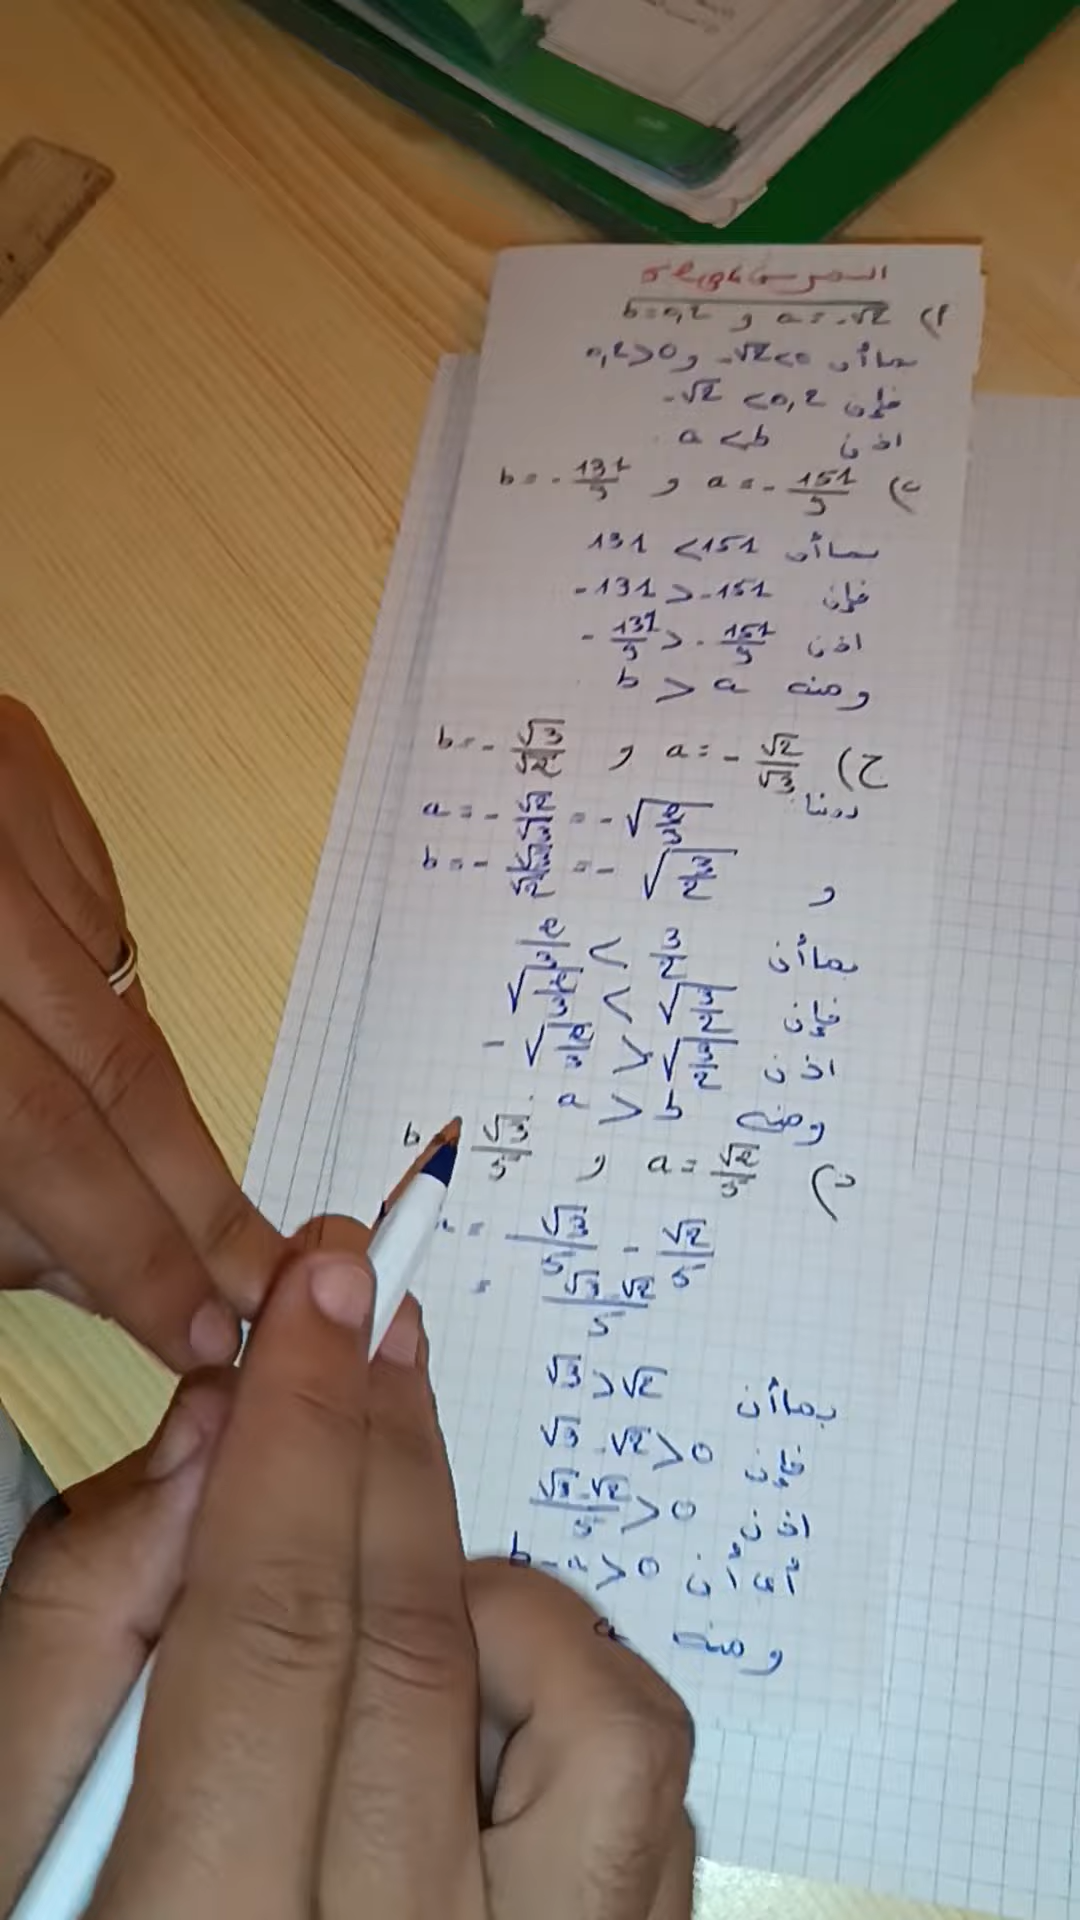 أ) a = -√2 و b = 0,2
بما أن -√2 < 0 و 0,2 > 0
فإن -√2 < 0,2
اذن a < b
ب) a = -151/5 و b = -131/5
بما أن 131 < 151
فإن -131 > -151
اذن -131/5 > -151/5
ومنه b > a
ج) a = -√2/√3 و b = -√3/√2
لدينا a = -√2/√3 = -√(2/3)
و b = -√3/√2 = -√(3/2)
بما أن 2/3 < 3/2
فإن √(2/3) < √(3/2)
اذن -√(2/3) > √(3/2)
ومنه a > b
د) a = √2/5 و b √3/5
= √3/5 - √2/5
= √3-√2/5
بما أن √3 > √2
فإن √3-√2 > 0
اذن √3-√2/5 > 0
أي أن b-a > 0
ومنه a